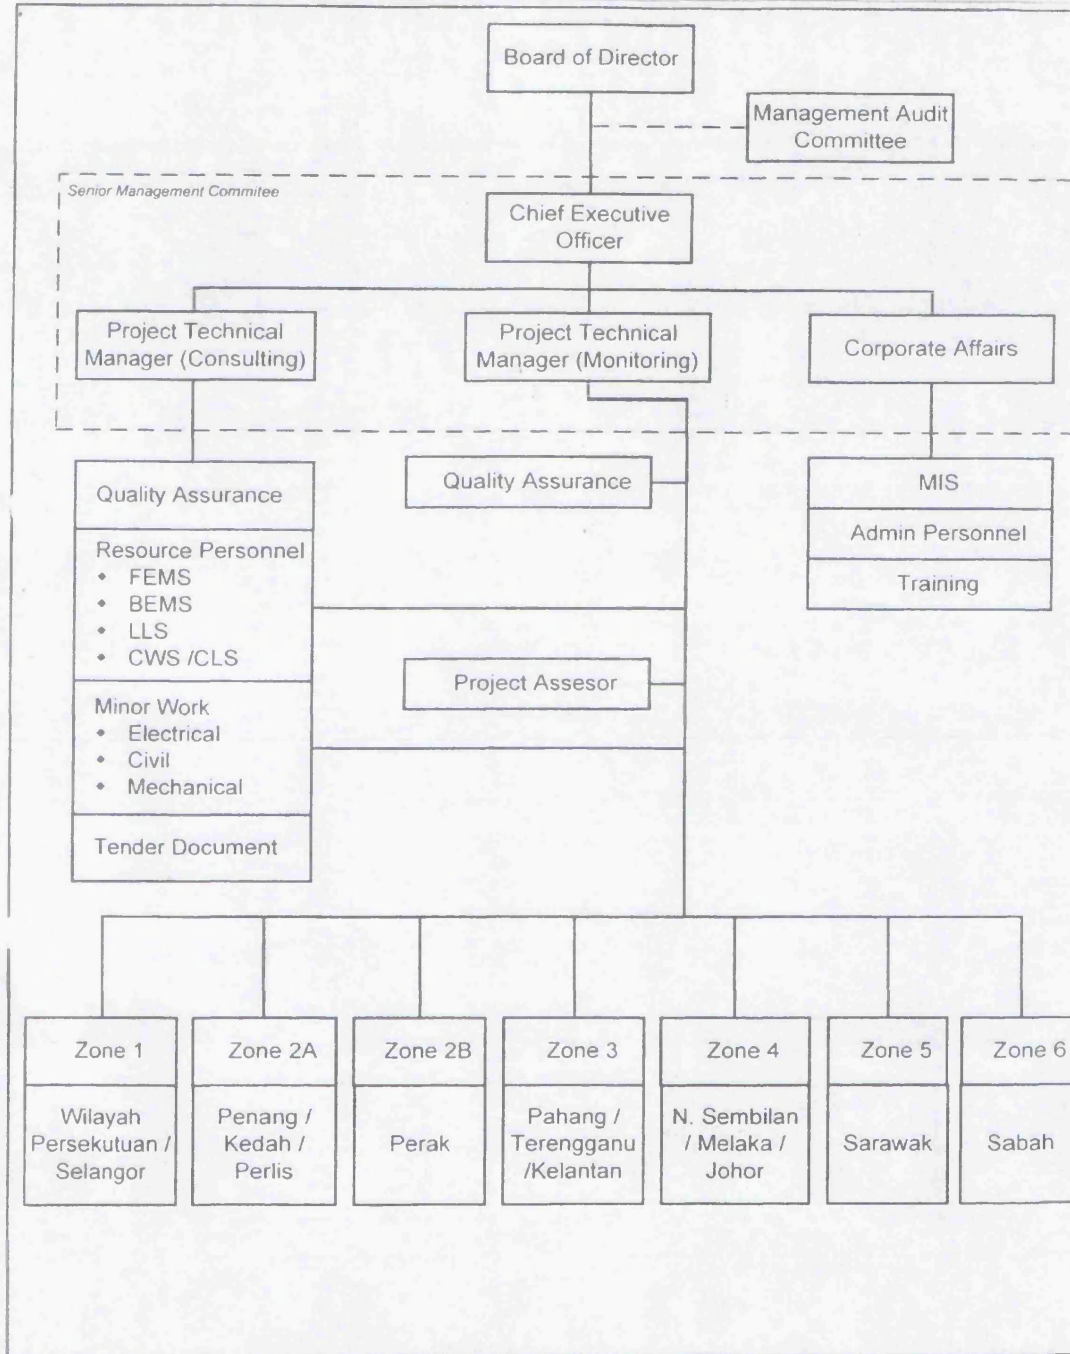 Board of Director
Management Audit
Committee
Senior Management Commitee
Chief Executive
Officer
Project Technical
Manager (Consulting)
Project Technical
Manager (Monitoring)
Corporate Affairs
Quality Assurance
Resource Personnel
• FEMS
• BEMS
• LLS
• CWS /CLS
Minor Work
• Electrical
• Civil
• Mechanical
Tender Document
Quality Assurance
Project Assesor
MIS
Admin Personnel
Training
Zone 1
Wilayah
Persekutuan /
Selangor
Zone 2A
Penang /
Kedah /
Perlis
Zone 2B
Perak
Zone 3
Pahang /
Terengganu
/Kelantan
Zone 4
N. Sembilan
/ Melaka /
Johor
Zone 5
Sarawak
Zone 6
Sabah